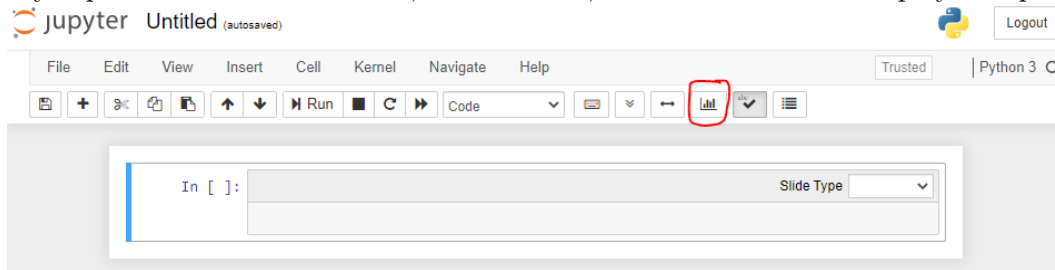 jupyter Untitled (autosaved) Logout
File Edit View Insert Cell Kernel Navigate Help Trusted Python 3
Run Code abc
In [ ]: Slide Type